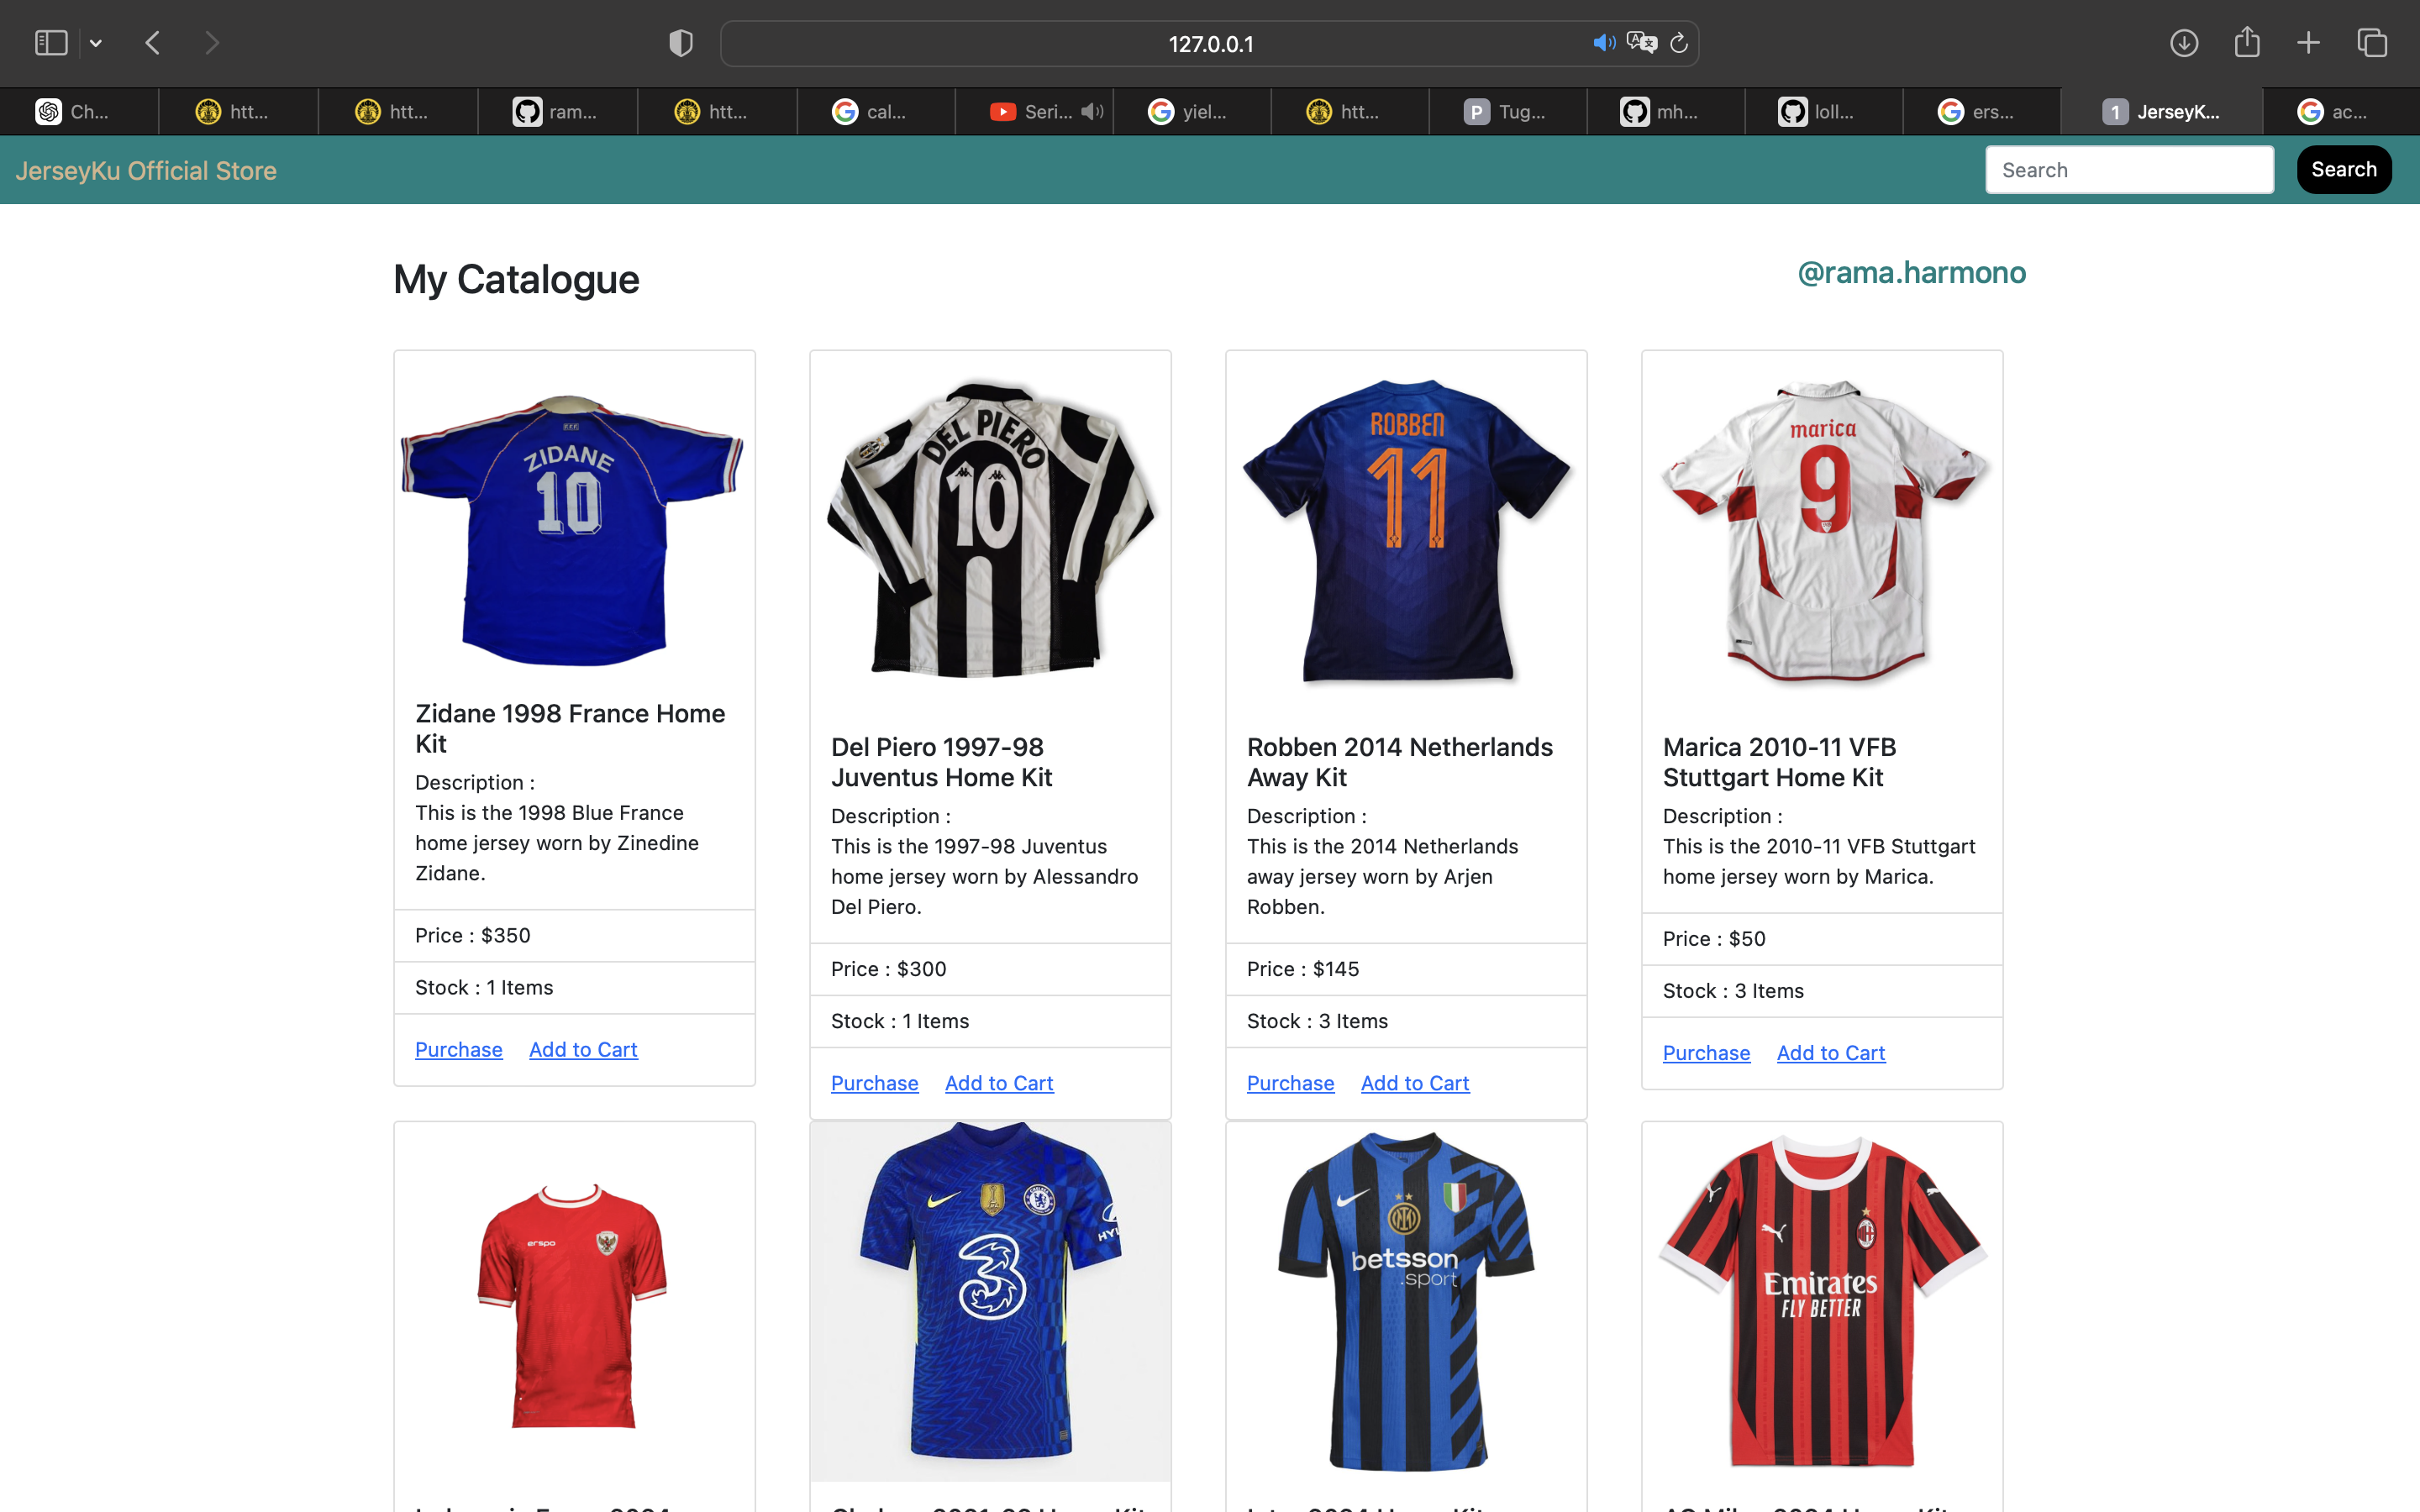 127.0.0.1
Ch...
htt...
htt...
ram...
htt...
cal...
Seri...
yiel...
htt...
P Tug...
mh...
loll...
ers...
1 JerseyK...
ac...
JerseyKu Official Store
Search
Search
My Catalogue
@rama.harmono
ZIDANE
10
DEL PIERO
10
ROBBEN
11
marica
9
Zidane 1998 France Home
Kit
Description :
This is the 1998 Blue France
home jersey worn by Zinedine
Zidane.
Price : $350
Stock : 1 Items
Purchase Add to Cart
Del Piero 1997-98
Juventus Home Kit
Description :
This is the 1997-98 Juventus
home jersey worn by Alessandro
Del Piero.
Price : $300
Stock : 1 Items
Purchase Add to Cart
Robben 2014 Netherlands
Away Kit
Description :
This is the 2014 Netherlands
away jersey worn by Arjen
Robben.
Price : $145
Stock : 3 Items
Purchase Add to Cart
Marica 2010-11 VFB
Stuttgart Home Kit
Description :
This is the 2010-11 VFB Stuttgart
home jersey worn by Marica.
Price : $50
Stock : 3 Items
Purchase Add to Cart
erspo
3
HYU
betsson
.sport
Emirates
FLY BETTER